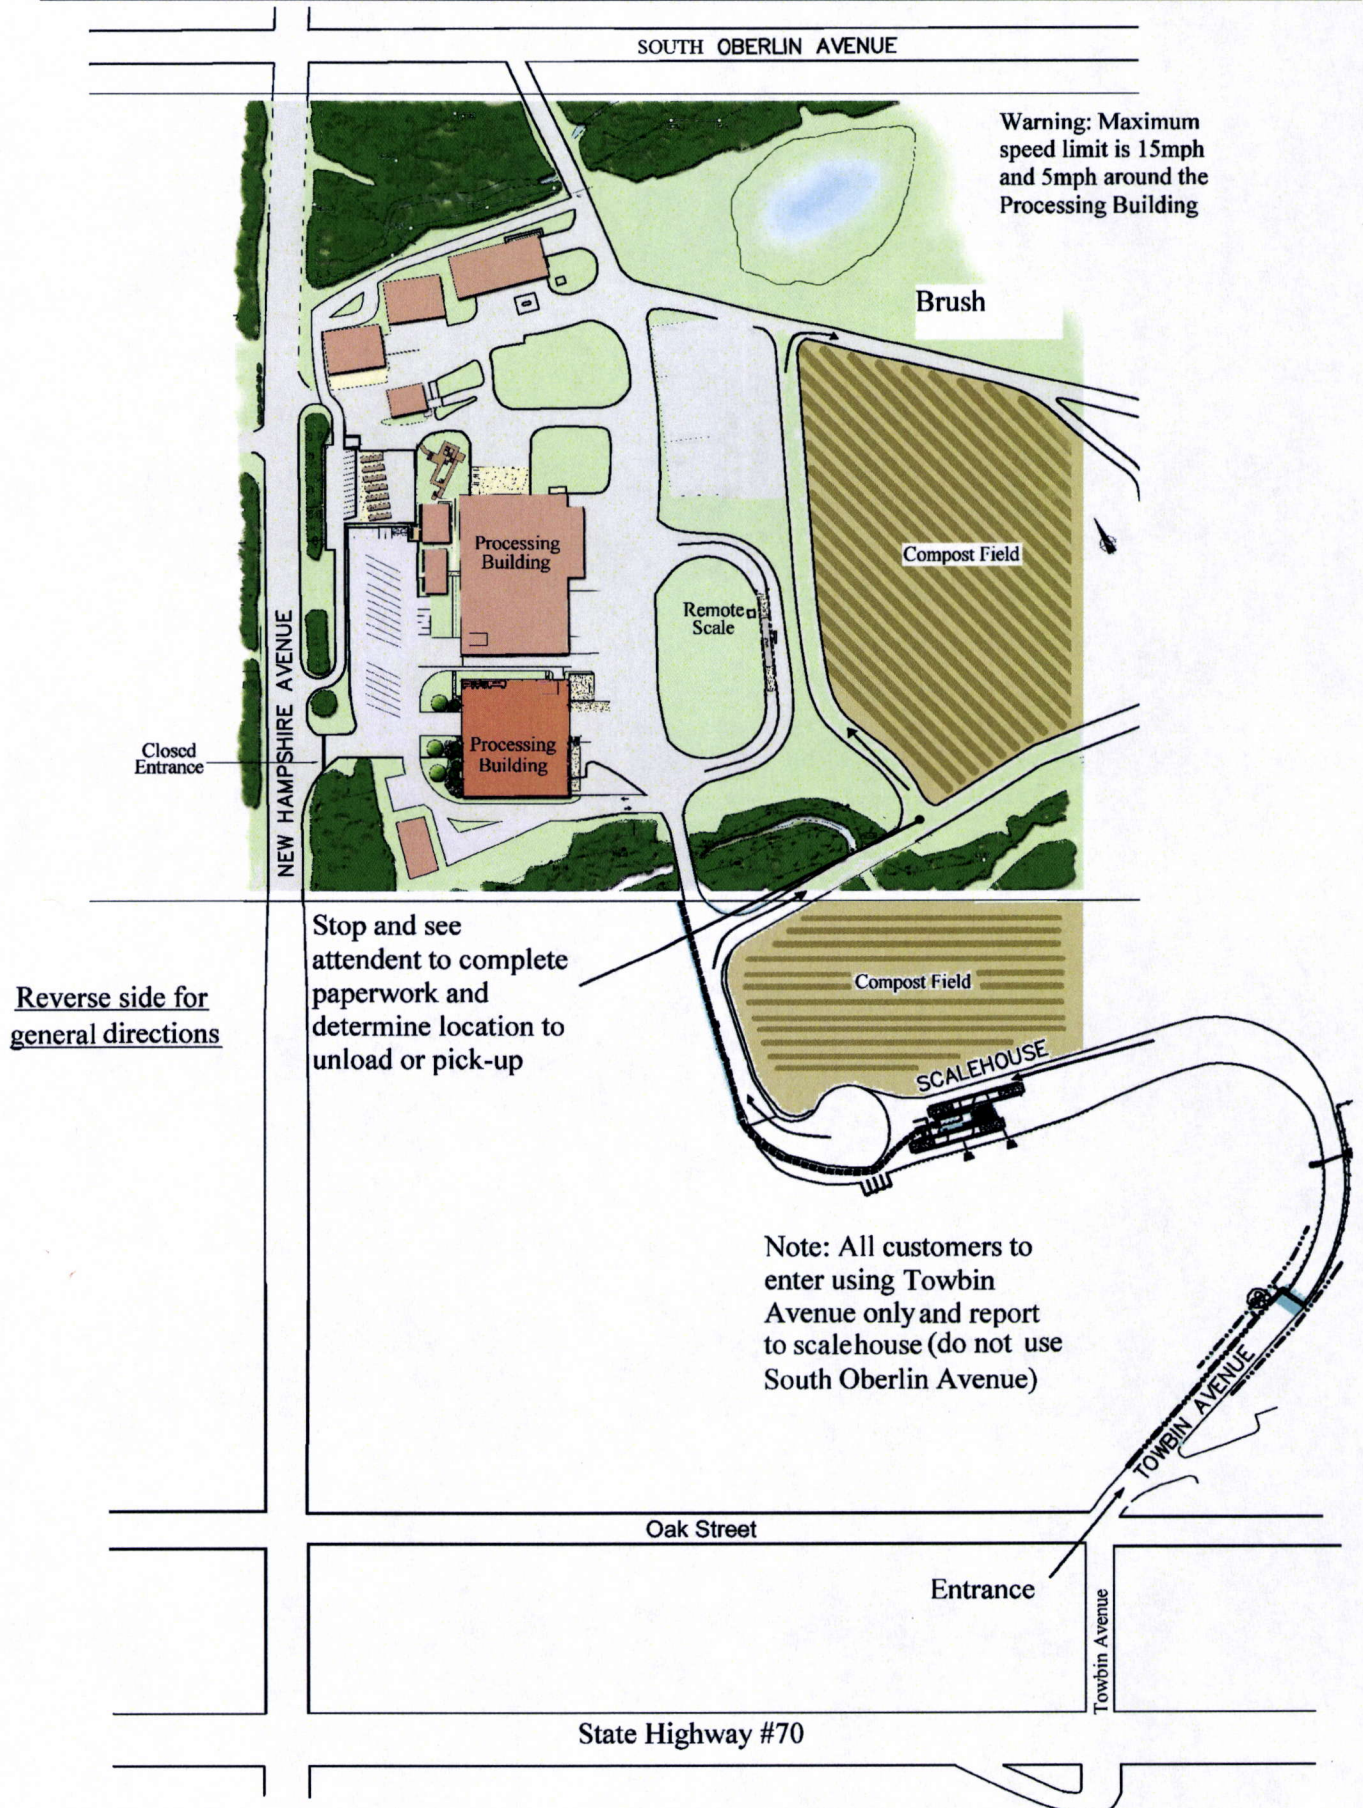 SOUTH OBERLIN AVENUE
Warning: Maximum
speed limit is 15mph
and 5mph around the
Processing Building
Brush
Processing
Building
Compost Field
Remote
Scale
NEW HAMPSHIRE AVENUE
Processing
Building
Closed
Entrance
Stop and see
attendent to complete
paperwork and
determine location to
unload or pick-up
Reverse side for
general directions
Compost Field
SCALEHOUSE
Note: All customers to
enter using Towbin
Avenue only and report
to scalehouse (do not use
South Oberlin Avenue)
TOWBIN AVENUE
Oak Street
Entrance
Towbin Avenue
State Highway #70